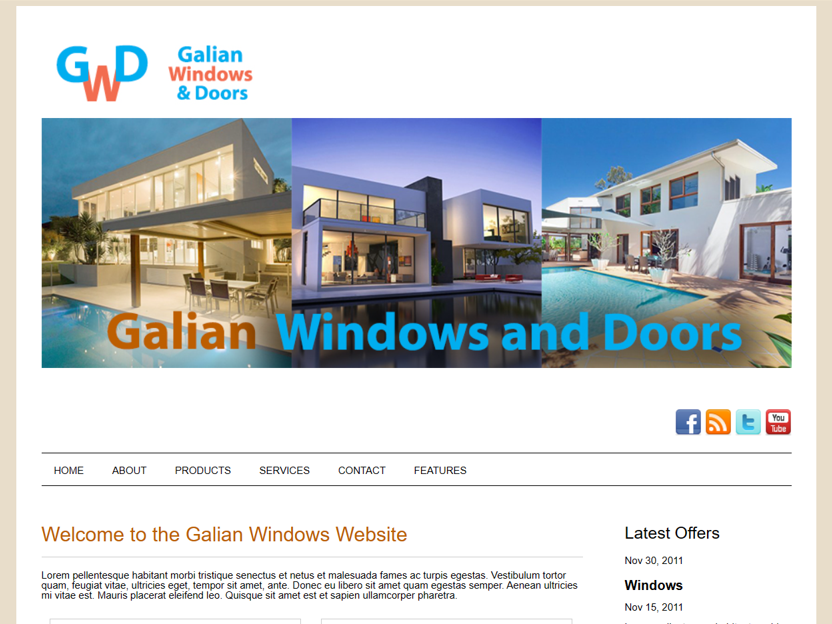 GWD
Galian
Windows
& Doors
Galian Windows and Doors
f
t
You
Tube
HOME ABOUT PRODUCTS SERVICES CONTACT FEATURES
Welcome to the Galian Windows Website
Lorem pellentesque habitant morbi tristique senectus et netus et malesuada fames ac turpis egestas. Vestibulum tortor
quam, feugiat vitae, ultricies eget, tempor sit amet, ante. Donec eu libero sit amet quam egestas semper. Aenean ultricies
mi vitae est. Mauris placerat eleifend leo. Quisque sit amet est et sapien ullamcorper pharetra.
Latest Offers
Nov 30, 2011
Windows
Nov 15, 2011